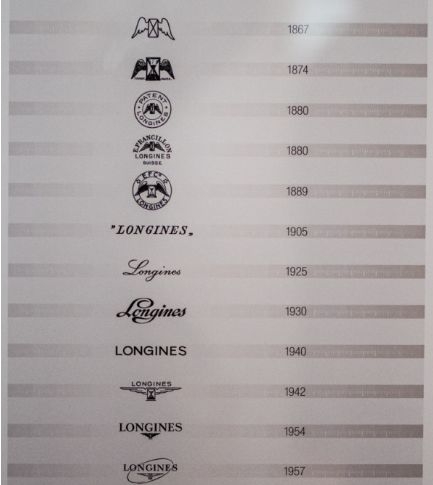 1867
1874
PATENT
LONGINES
1880
E.FRANCILLON
LONGINES
SUISSE
1880
LONGINES
1889
"LONGINES„
1905
Longines
1925
Longines
1930
LONGINES
1940
LONGINES
1942
LONGINES
1954
LONGINES
1957